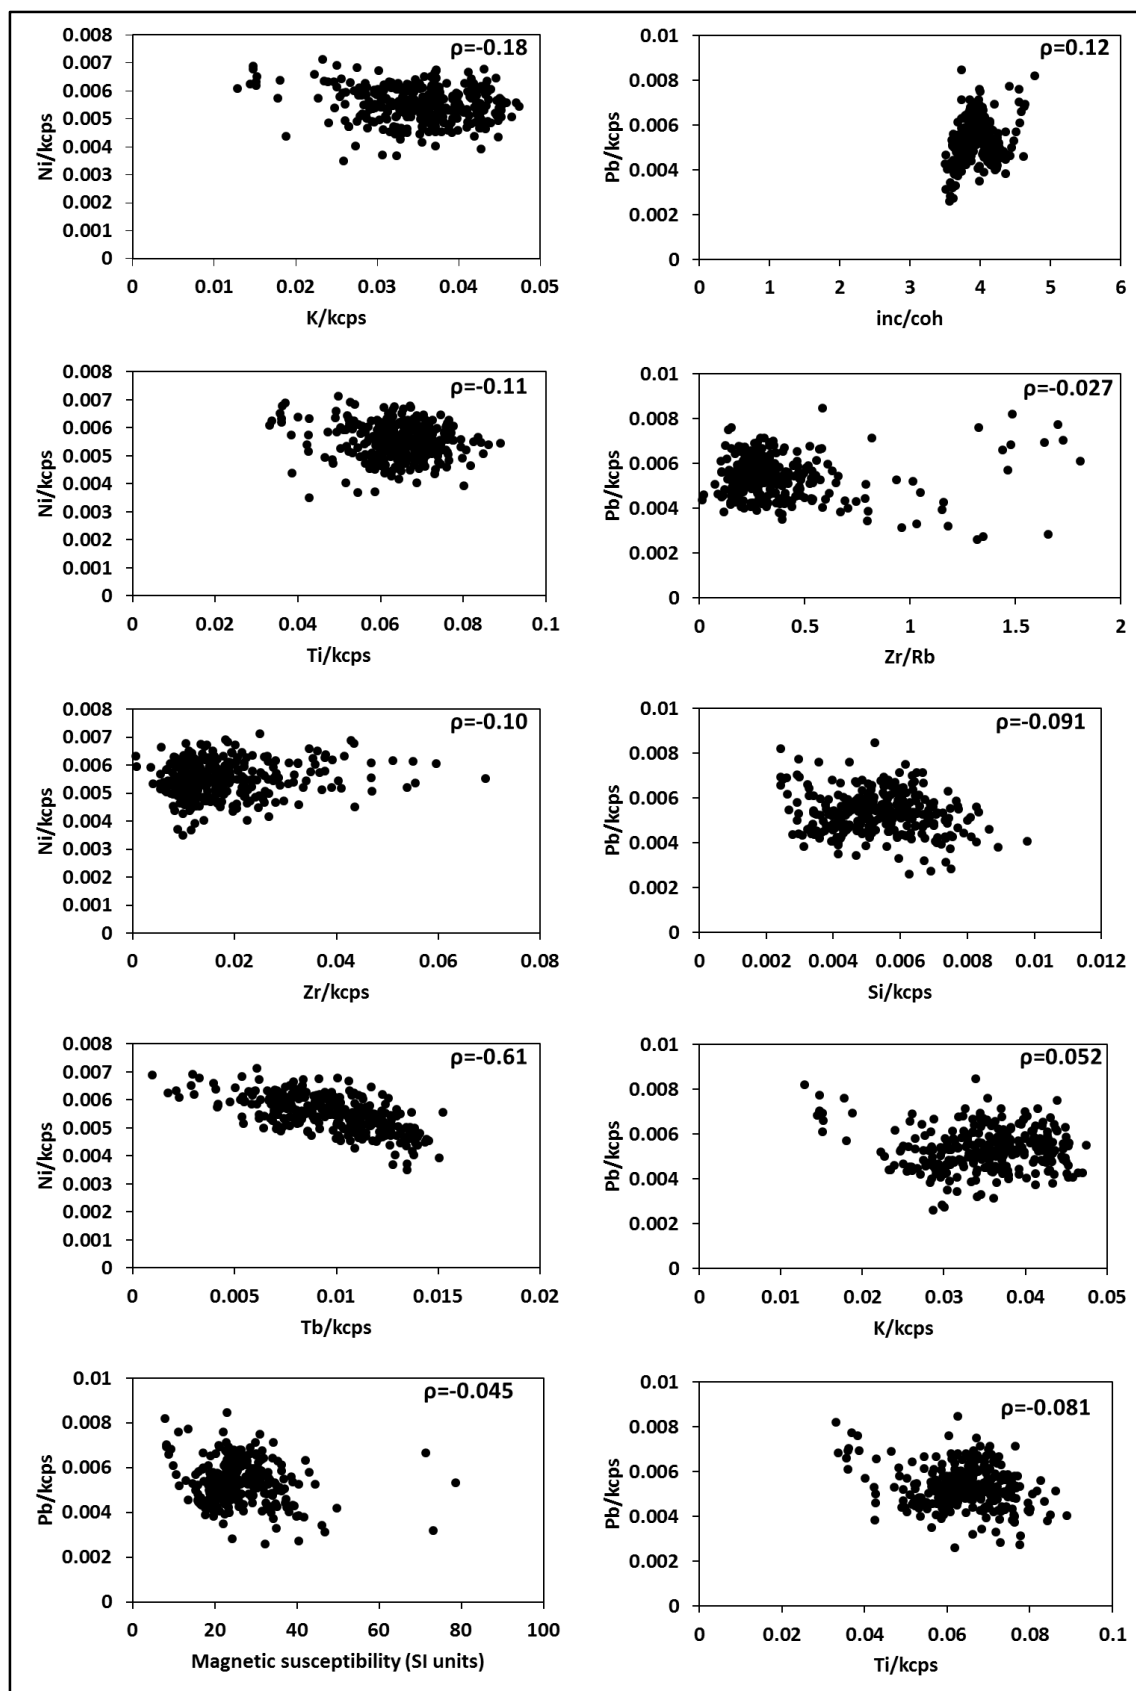 ρ=-0.18
0.008
0.007
0.006
0.005
0.004
0.003
0.002
0.001
0
Ni/kcps
0 0.01 0.02 0.03 0.04 0.05
K/kcps
ρ=0.12
0.01
0.008
0.006
0.004
0.002
0
Pb/kcps
0 1 2 3 4 5 6
inc/coh
ρ=-0.11
0.008
0.007
0.006
0.005
0.004
0.003
0.002
0.001
0
Ni/kcps
0 0.02 0.04 0.06 0.08 0.1
Ti/kcps
ρ=-0.027
0.01
0.008
0.006
0.004
0.002
0
Pb/kcps
0 0.5 1 1.5 2
Zr/Rb
ρ=-0.10
0.008
0.007
0.006
0.005
0.004
0.003
0.002
0.001
0
Ni/kcps
0 0.02 0.04 0.06 0.08
Zr/kcps
ρ=-0.091
0.01
0.008
0.006
0.004
0.002
0
Pb/kcps
0 0.002 0.004 0.006 0.008 0.01 0.012
Si/kcps
ρ=-0.61
0.008
0.007
0.006
0.005
0.004
0.003
0.002
0.001
0
Ni/kcps
0 0.005 0.01 0.015 0.02
Tb/kcps
ρ=0.052
0.01
0.008
0.006
0.004
0.002
0
Pb/kcps
0 0.01 0.02 0.03 0.04 0.05
K/kcps
ρ=-0.045
0.01
0.008
0.006
0.004
0.002
0
Pb/kcps
0 20 40 60 80 100
Magnetic susceptibility (SI units)
ρ=-0.081
0.01
0.008
0.006
0.004
0.002
0
Pb/kcps
0 0.02 0.04 0.06 0.08 0.1
Ti/kcps